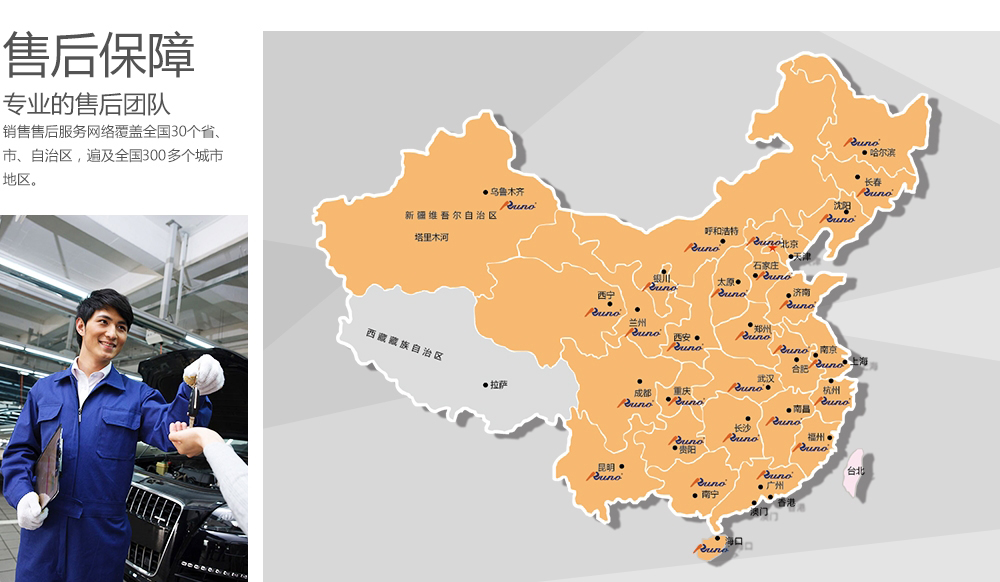 售后保障
专业的售后团队
销售售后服务网络覆盖全国30个省、
市、自治区，遍及全国300多个城市
地区。
Runo
哈尔滨
长春
Runo
沈阳
Runo
乌鲁木齐
Runo
新疆维吾尔自治区
塔里木河
呼和浩特
Runo
Runo
北京
天津
石家庄
Runo
银川
Runo
太原
Runo
西宁
Runo
济南
Runo
兰州
Runo
西安
Runo
郑州
Runo
西藏藏族自治区
拉萨
Runo
合肥
南京
Runo
上海
成都
Runo
重庆
Runo
武汉
Runo
杭州
Runo
南昌
Runo
长沙
Runo
福州
Runo
Runo
贵阳
昆明
Runo
台北
Runo
南宁
Runo
广州
香港
澳门
海口
Runo